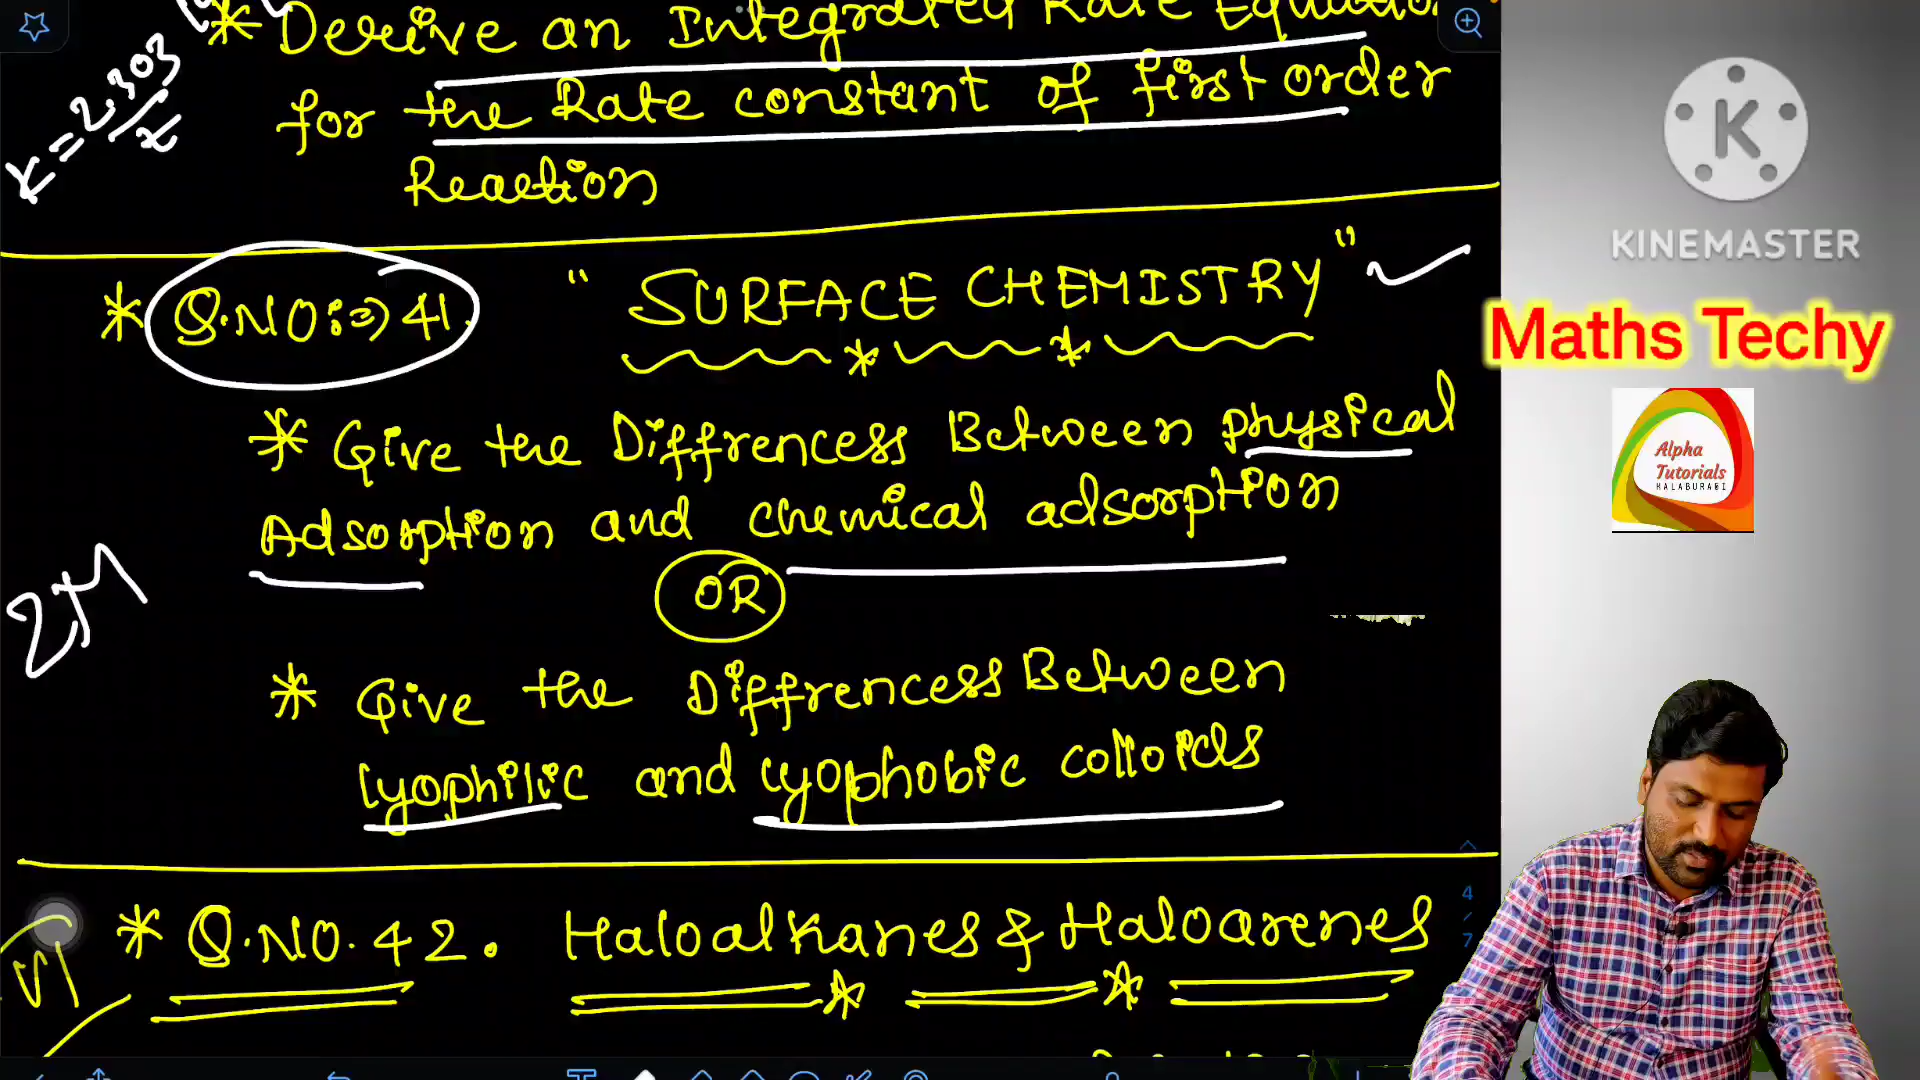 * Derive an Integrated Rate Equation
for the Rate constant of first order
Reaction
K = 2.303/t
* Q.NO:⇒ 41.
" SURFACE CHEMISTRY "
* Give the Diffrencess Between physical
Adsorption and chemical adsorption
OR
2M
* Give the Diffrencess Between
lyophilic and lyophobic colloids
* Q.NO. 42. Haloalkanes & Haloarenes
4
/
7
K
KINEMASTER
Maths Techy
Alpha
Tutorials
KALABURAGI